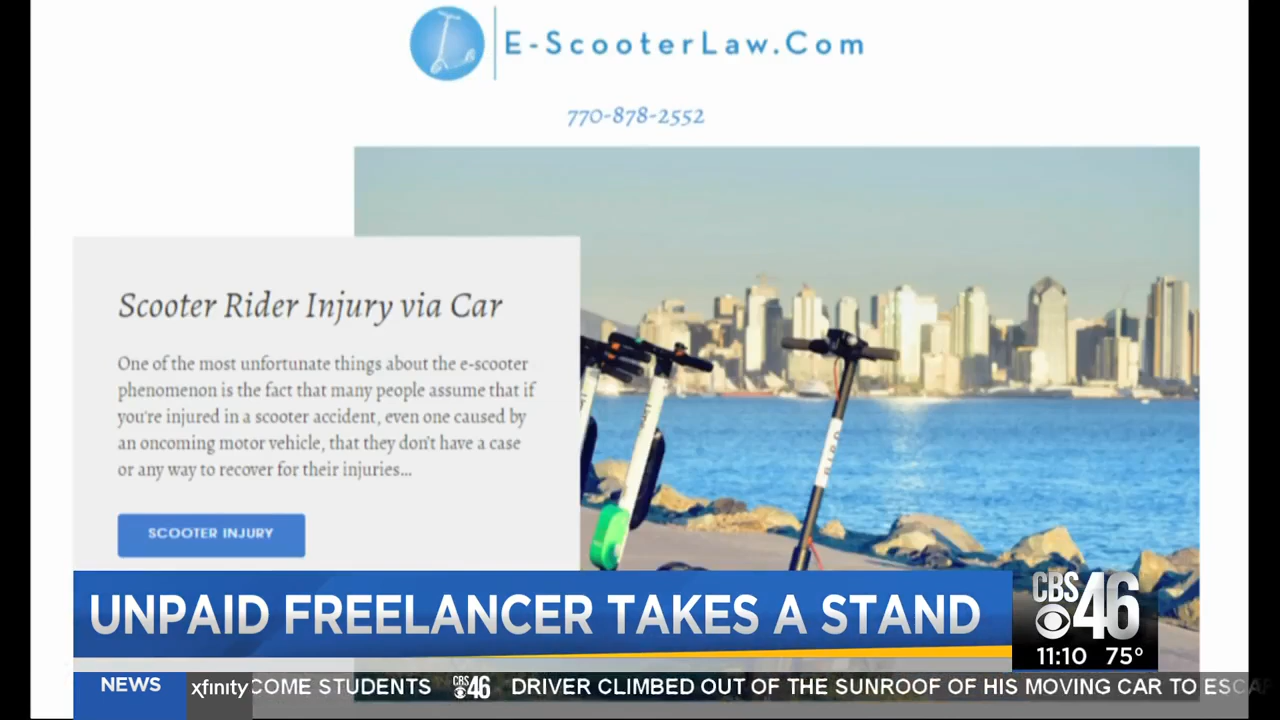 E-ScooterLaw.Com
770-878-2552
Scooter Rider Injury via Car
One of the most unfortunate things about the e-scooter
phenomenon is the fact that many people assume that if
you're injured in a scooter accident, even one caused by
an oncoming motor vehicle, that they don't have a case
or any way to recover for their injuries...
SCOOTER INJURY
BIRD
UNPAID FREELANCER TAKES A STAND
CBS 46
11:10 75°
NEWS xfinity COME STUDENTS CBS 46 DRIVER CLIMBED OUT OF THE SUNROOF OF HIS MOVING CAR TO ESCA